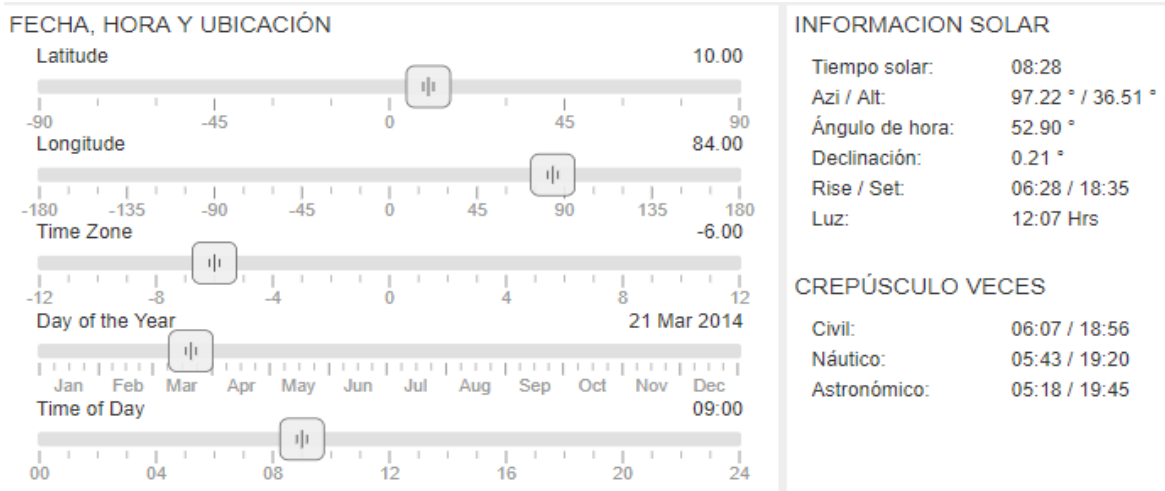 FECHA, HORA Y UBICACIÓN
Latitude 10.00
-90 -45 0 45 90
Longitude 84.00
-180 -135 -90 -45 0 45 90 135 180
Time Zone -6.00
-12 -8 -4 0 4 8 12
Day of the Year 21 Mar 2014
Jan Feb Mar Apr May Jun Jul Aug Sep Oct Nov Dec
Time of Day 09:00
00 04 08 12 16 20 24
INFORMACION SOLAR
Tiempo solar: 08:28
Azi / Alt: 97.22 ° / 36.51 °
Ángulo de hora: 52.90 °
Declinación: 0.21 °
Rise / Set: 06:28 / 18:35
Luz: 12:07 Hrs
CREPÚSCULO VECES
Civil: 06:07 / 18:56
Náutico: 05:43 / 19:20
Astronómico: 05:18 / 19:45